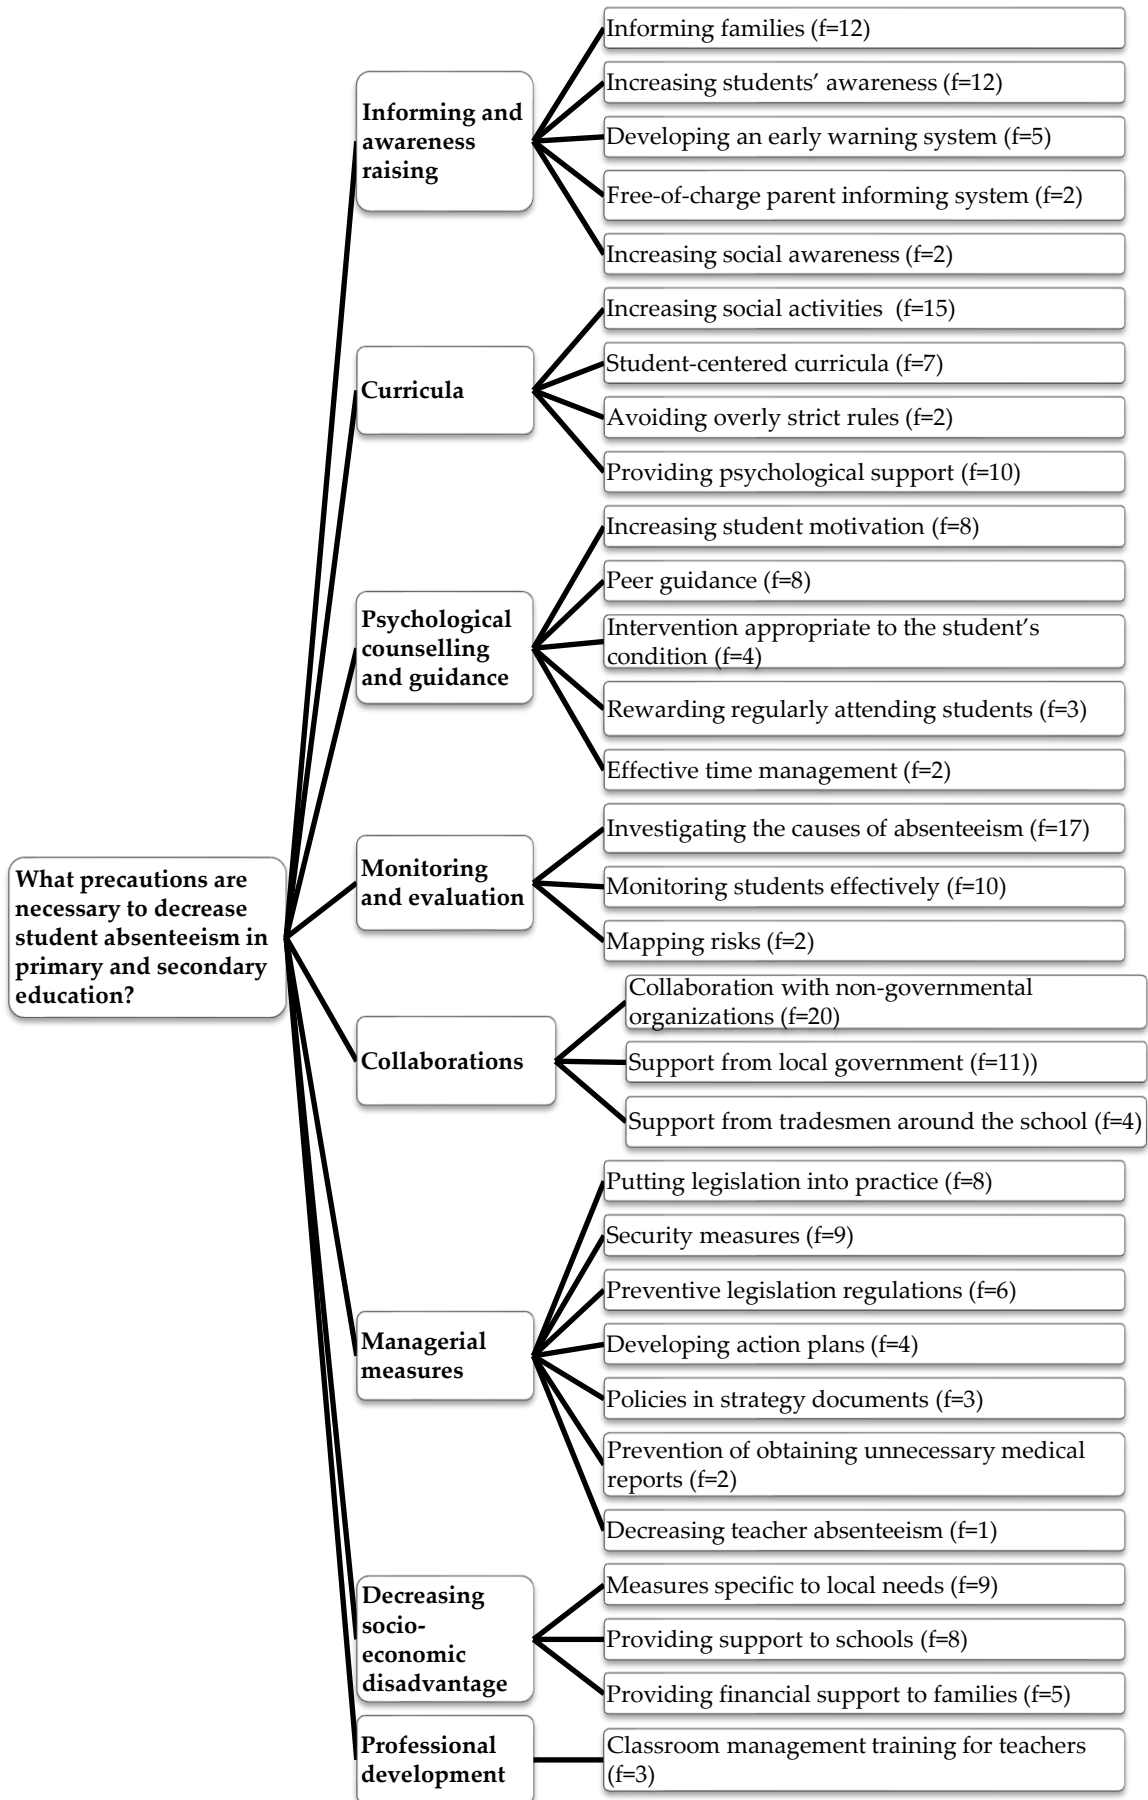 What precautions are
necessary to decrease
student absenteeism in
primary and secondary
education?
Informing and
awareness
raising
Informing families (f=12)
Increasing students’ awareness (f=12)
Developing an early warning system (f=5)
Free-of-charge parent informing system (f=2)
Increasing social awareness (f=2)
Curricula
Increasing social activities  (f=15)
Student-centered curricula (f=7)
Avoiding overly strict rules (f=2)
Providing psychological support (f=10)
Psychological
counselling
and guidance
Increasing student motivation (f=8)
Peer guidance (f=8)
Intervention appropriate to the student’s
condition (f=4)
Rewarding regularly attending students (f=3)
Effective time management (f=2)
Monitoring
and evaluation
Investigating the causes of absenteeism (f=17)
Monitoring students effectively (f=10)
Mapping risks (f=2)
Collaborations
Collaboration with non-governmental
organizations (f=20)
Support from local government (f=11))
Support from tradesmen around the school (f=4)
Managerial
measures
Putting legislation into practice (f=8)
Security measures (f=9)
Preventive legislation regulations (f=6)
Developing action plans (f=4)
Policies in strategy documents (f=3)
Prevention of obtaining unnecessary medical
reports (f=2)
Decreasing teacher absenteeism (f=1)
Decreasing
socio-
economic
disadvantage
Measures specific to local needs (f=9)
Providing support to schools (f=8)
Providing financial support to families (f=5)
Professional
development
Classroom management training for teachers
(f=3)